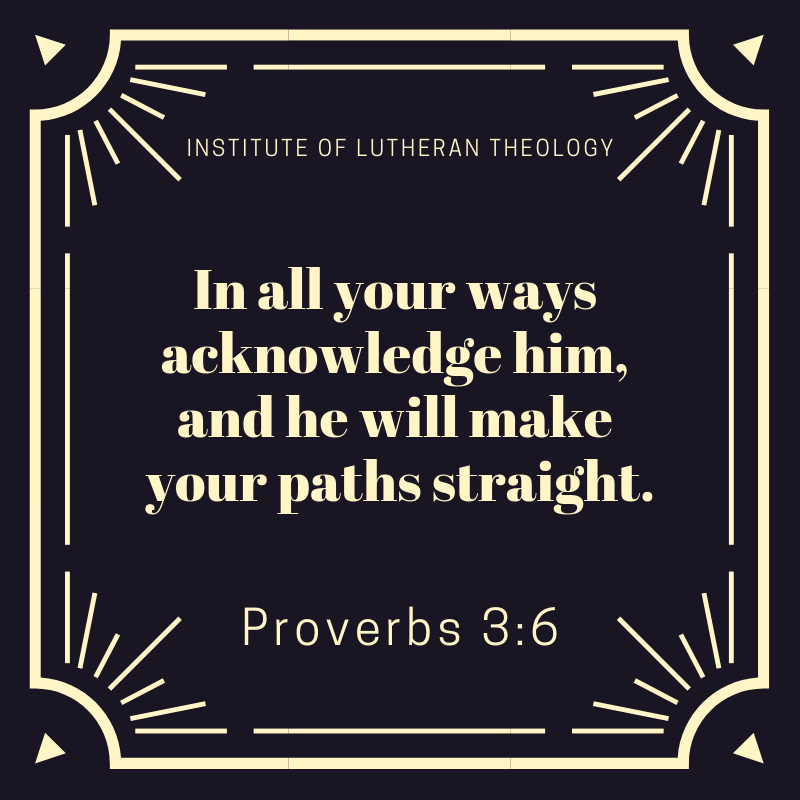 INSTITUTE OF LUTHERAN THEOLOGY
In all your ways
acknowledge him,
and he will make
your paths straight.
Proverbs 3:6